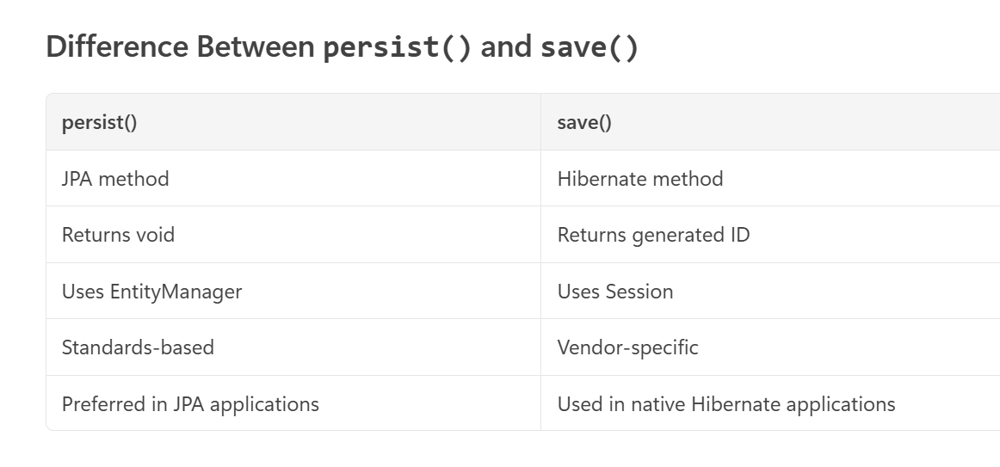 Difference Between persist() and save()
persist() save()
JPA method Hibernate method
Returns void Returns generated ID
Uses EntityManager Uses Session
Standards-based Vendor-specific
Preferred in JPA applications Used in native Hibernate applications